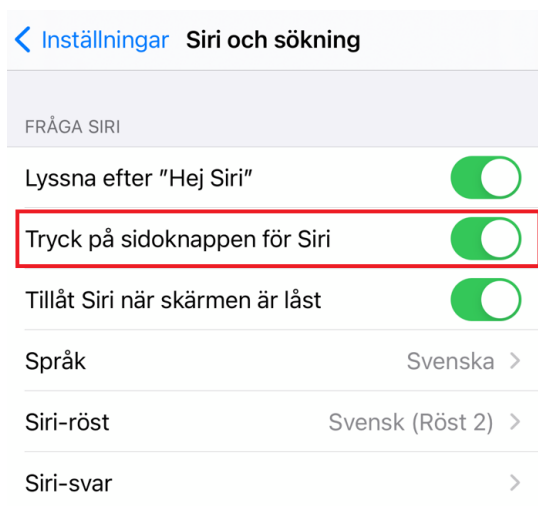 Inställningar Siri och sökning
FRÅGA SIRI
Lyssna efter ”Hej Siri”
Tryck på sidoknappen för Siri
Tillåt Siri när skärmen är låst
Språk Svenska
Siri-röst Svensk (Röst 2)
Siri-svar